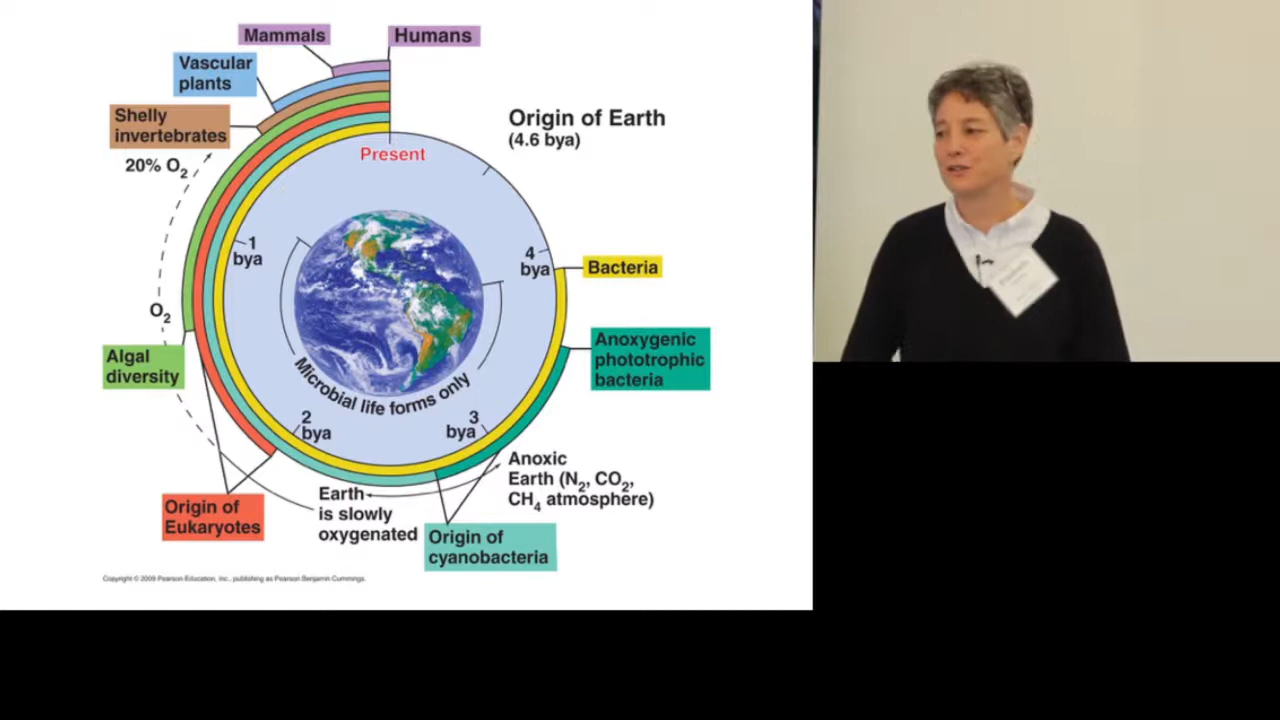 Mammals
Humans
Vascular
plants
Shelly
invertebrates
20% O2
Origin of Earth
(4.6 bya)
Present
1
bya
4
bya
Bacteria
O2
Anoxygenic
phototrophic
bacteria
Algal
diversity
Microbial life forms only
2
bya
3
bya
Anoxic
Earth (N2, CO2,
CH4 atmosphere)
Origin of
Eukaryotes
Earth
is slowly
oxygenated
Origin of
cyanobacteria
Copyright © 2009 Pearson Education, Inc., publishing as Pearson Benjamin Cummings.